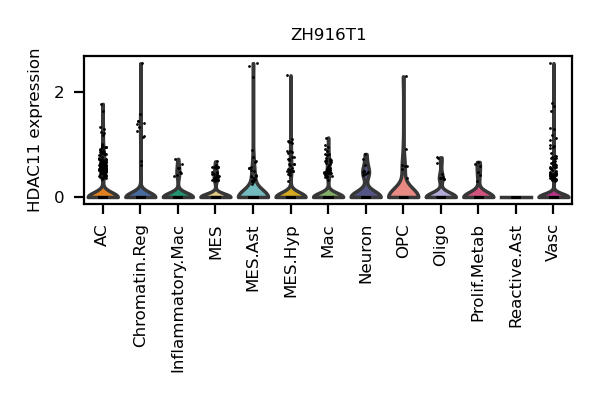 ZH916T1
HDAC11 expression
2
0
AC
Chromatin.Reg
Inflammatory.Mac
MES
MES.Ast
MES.Hyp
Mac
Neuron
OPC
Oligo
Prolif.Metab
Reactive.Ast
Vasc